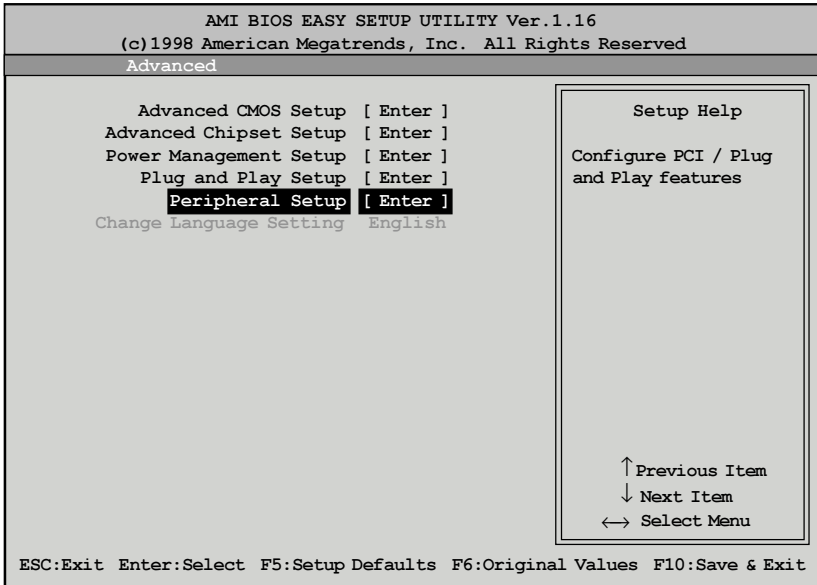 AMI BIOS EASY SETUP UTILITY Ver.1.16
(c)1998 American Megatrends, Inc. All Rights Reserved
Advanced
Advanced CMOS Setup [ Enter ]
Advanced Chipset Setup [ Enter ]
Power Management Setup [ Enter ]
Plug and Play Setup [ Enter ]
Peripheral Setup [ Enter ]
Change Language Setting English
Setup Help
Configure PCI / Plug
and Play features
↑ Previous Item
↓ Next Item
←→ Select Menu
ESC:Exit Enter:Select F5:Setup Defaults F6:Original Values F10:Save & Exit